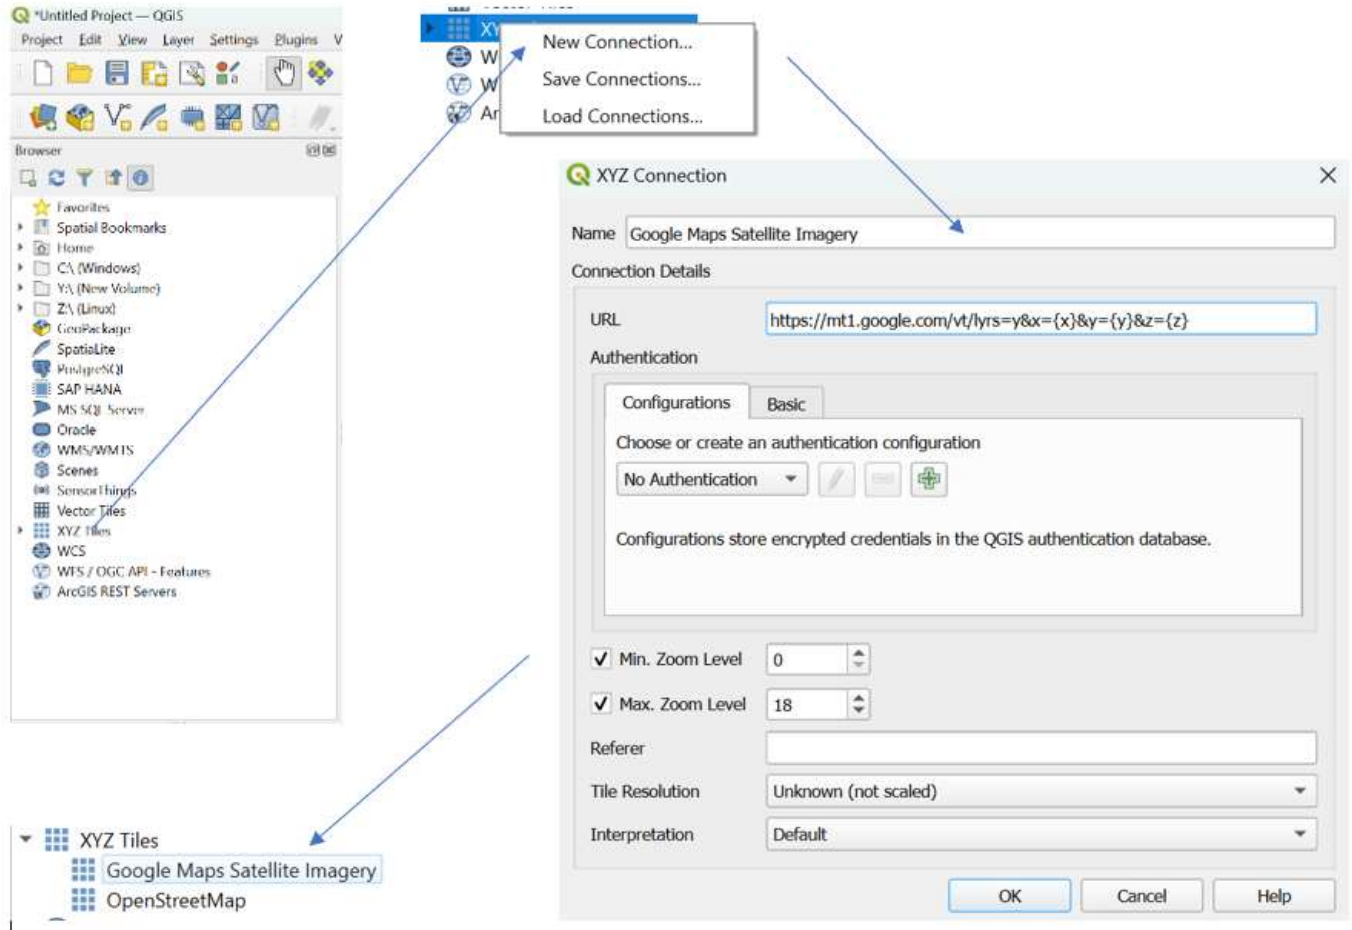 *Untitled Project — QGIS
Project Edit View Layer Settings Plugins V
Browser
Favorites
Spatial Bookmarks
Home
C:\ (Windows)
Y:\ (New Volume)
Z:\ (Linux)
GeoPackage
SpatiaLite
PostgreSQL
SAP HANA
MS SQL Server
Oracle
WMS/WMTS
Scenes
SensorThings
Vector Tiles
XYZ Tiles
WCS
WFS / OGC API - Features
ArcGIS REST Servers
XY
W
W
Ar
New Connection...
Save Connections...
Load Connections...
XYZ Connection
Name Google Maps Satellite Imagery
Connection Details
URL https://mt1.google.com/vt/lyrs=y&x={x}&y={y}&z={z}
Authentication
Configurations Basic
Choose or create an authentication configuration
No Authentication
Configurations store encrypted credentials in the QGIS authentication database.
Min. Zoom Level 0
Max. Zoom Level 18
Referer
Tile Resolution Unknown (not scaled)
Interpretation Default
OK Cancel Help
XYZ Tiles
Google Maps Satellite Imagery
OpenStreetMap